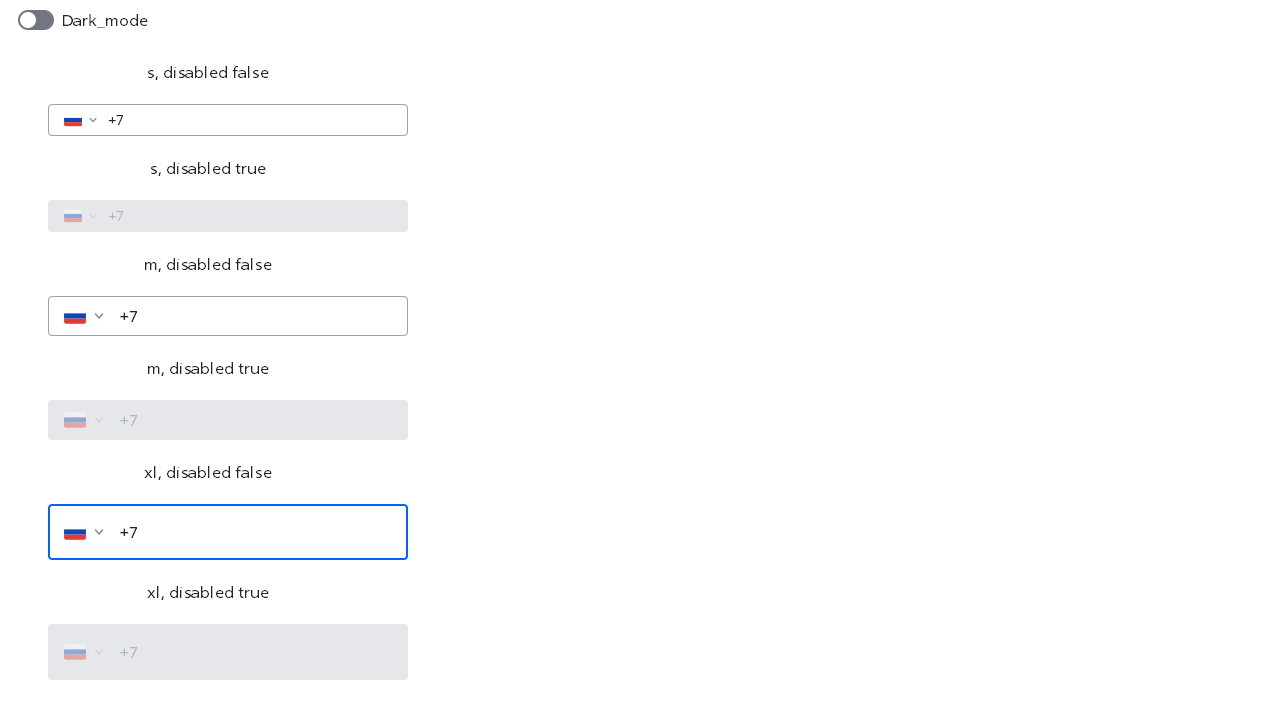 Dark_mode
s, disabled false
+7
s, disabled true
+7
m, disabled false
+7
m, disabled true
+7
xl, disabled false
+7
xl, disabled true
+7